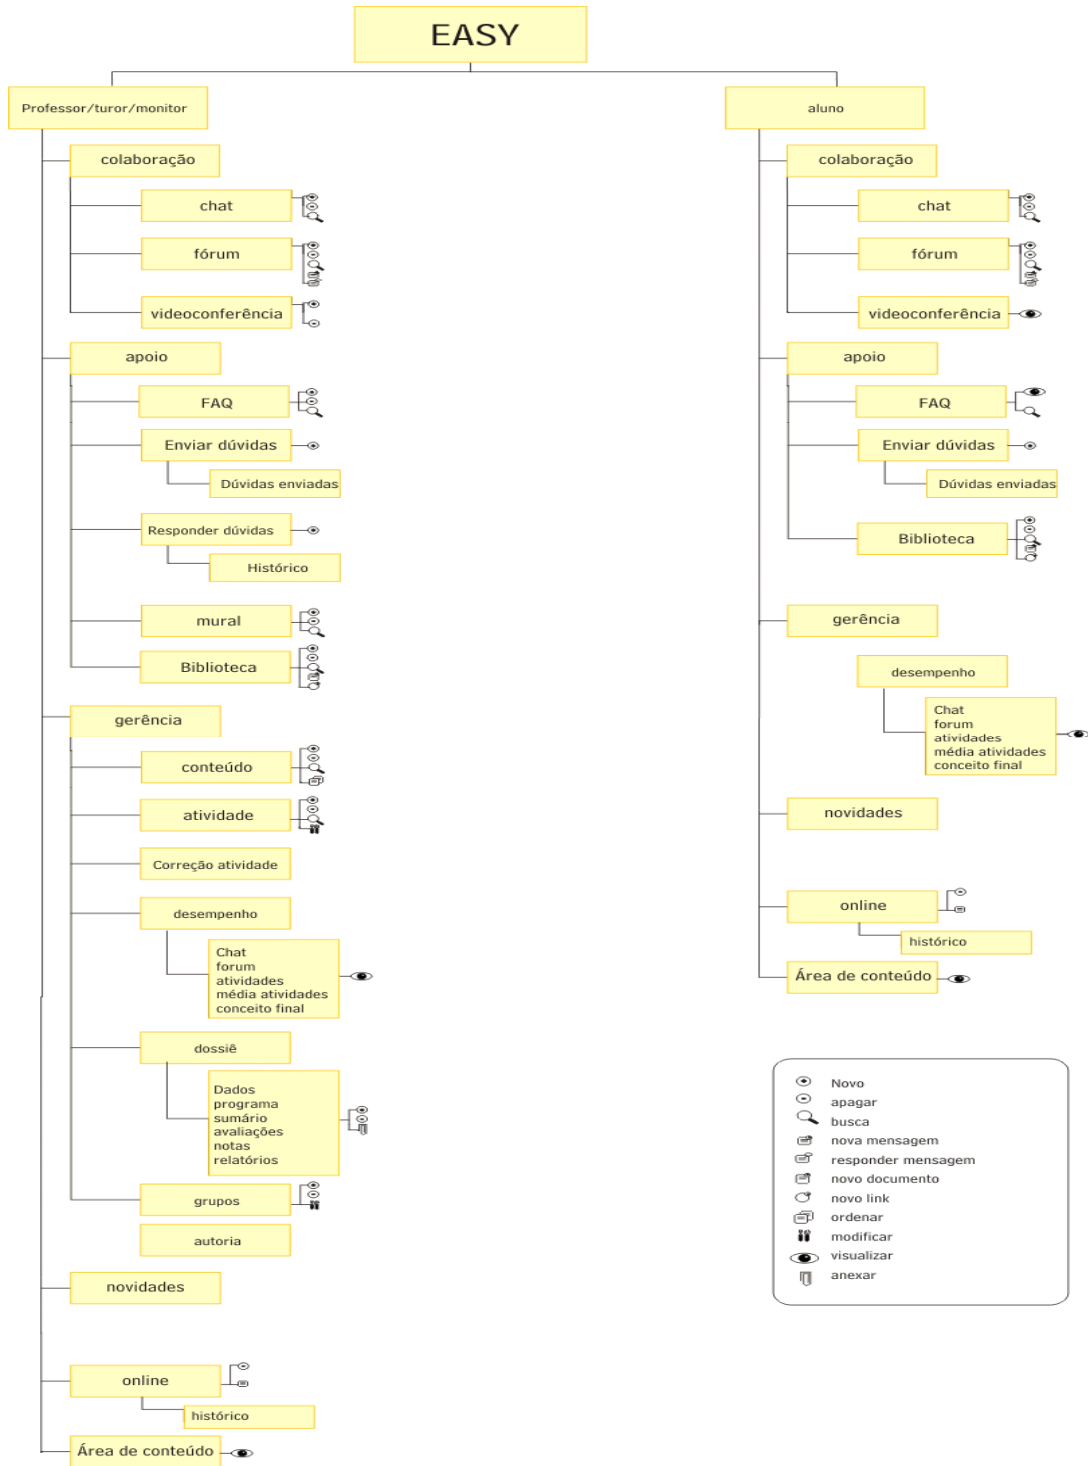 EASY
Professor/turor/monitor
colaboração
chat
fórum
videoconferência
apoio
FAQ
Enviar dúvidas
Dúvidas enviadas
Responder dúvidas
Histórico
mural
Biblioteca
gerência
conteúdo
atividade
Correção atividade
desempenho
Chat
forum
atividades
média atividades
conceito final
dossiê
Dados
programa
sumário
avaliações
notas
relatórios
grupos
autoria
novidades
online
histórico
Área de conteúdo
aluno
colaboração
chat
fórum
videoconferência
apoio
FAQ
Enviar dúvidas
Dúvidas enviadas
Biblioteca
gerência
desempenho
Chat
forum
atividades
média atividades
conceito final
novidades
online
histórico
Área de conteúdo
Novo
apagar
busca
nova mensagem
responder mensagem
novo documento
novo link
ordenar
modificar
visualizar
anexar